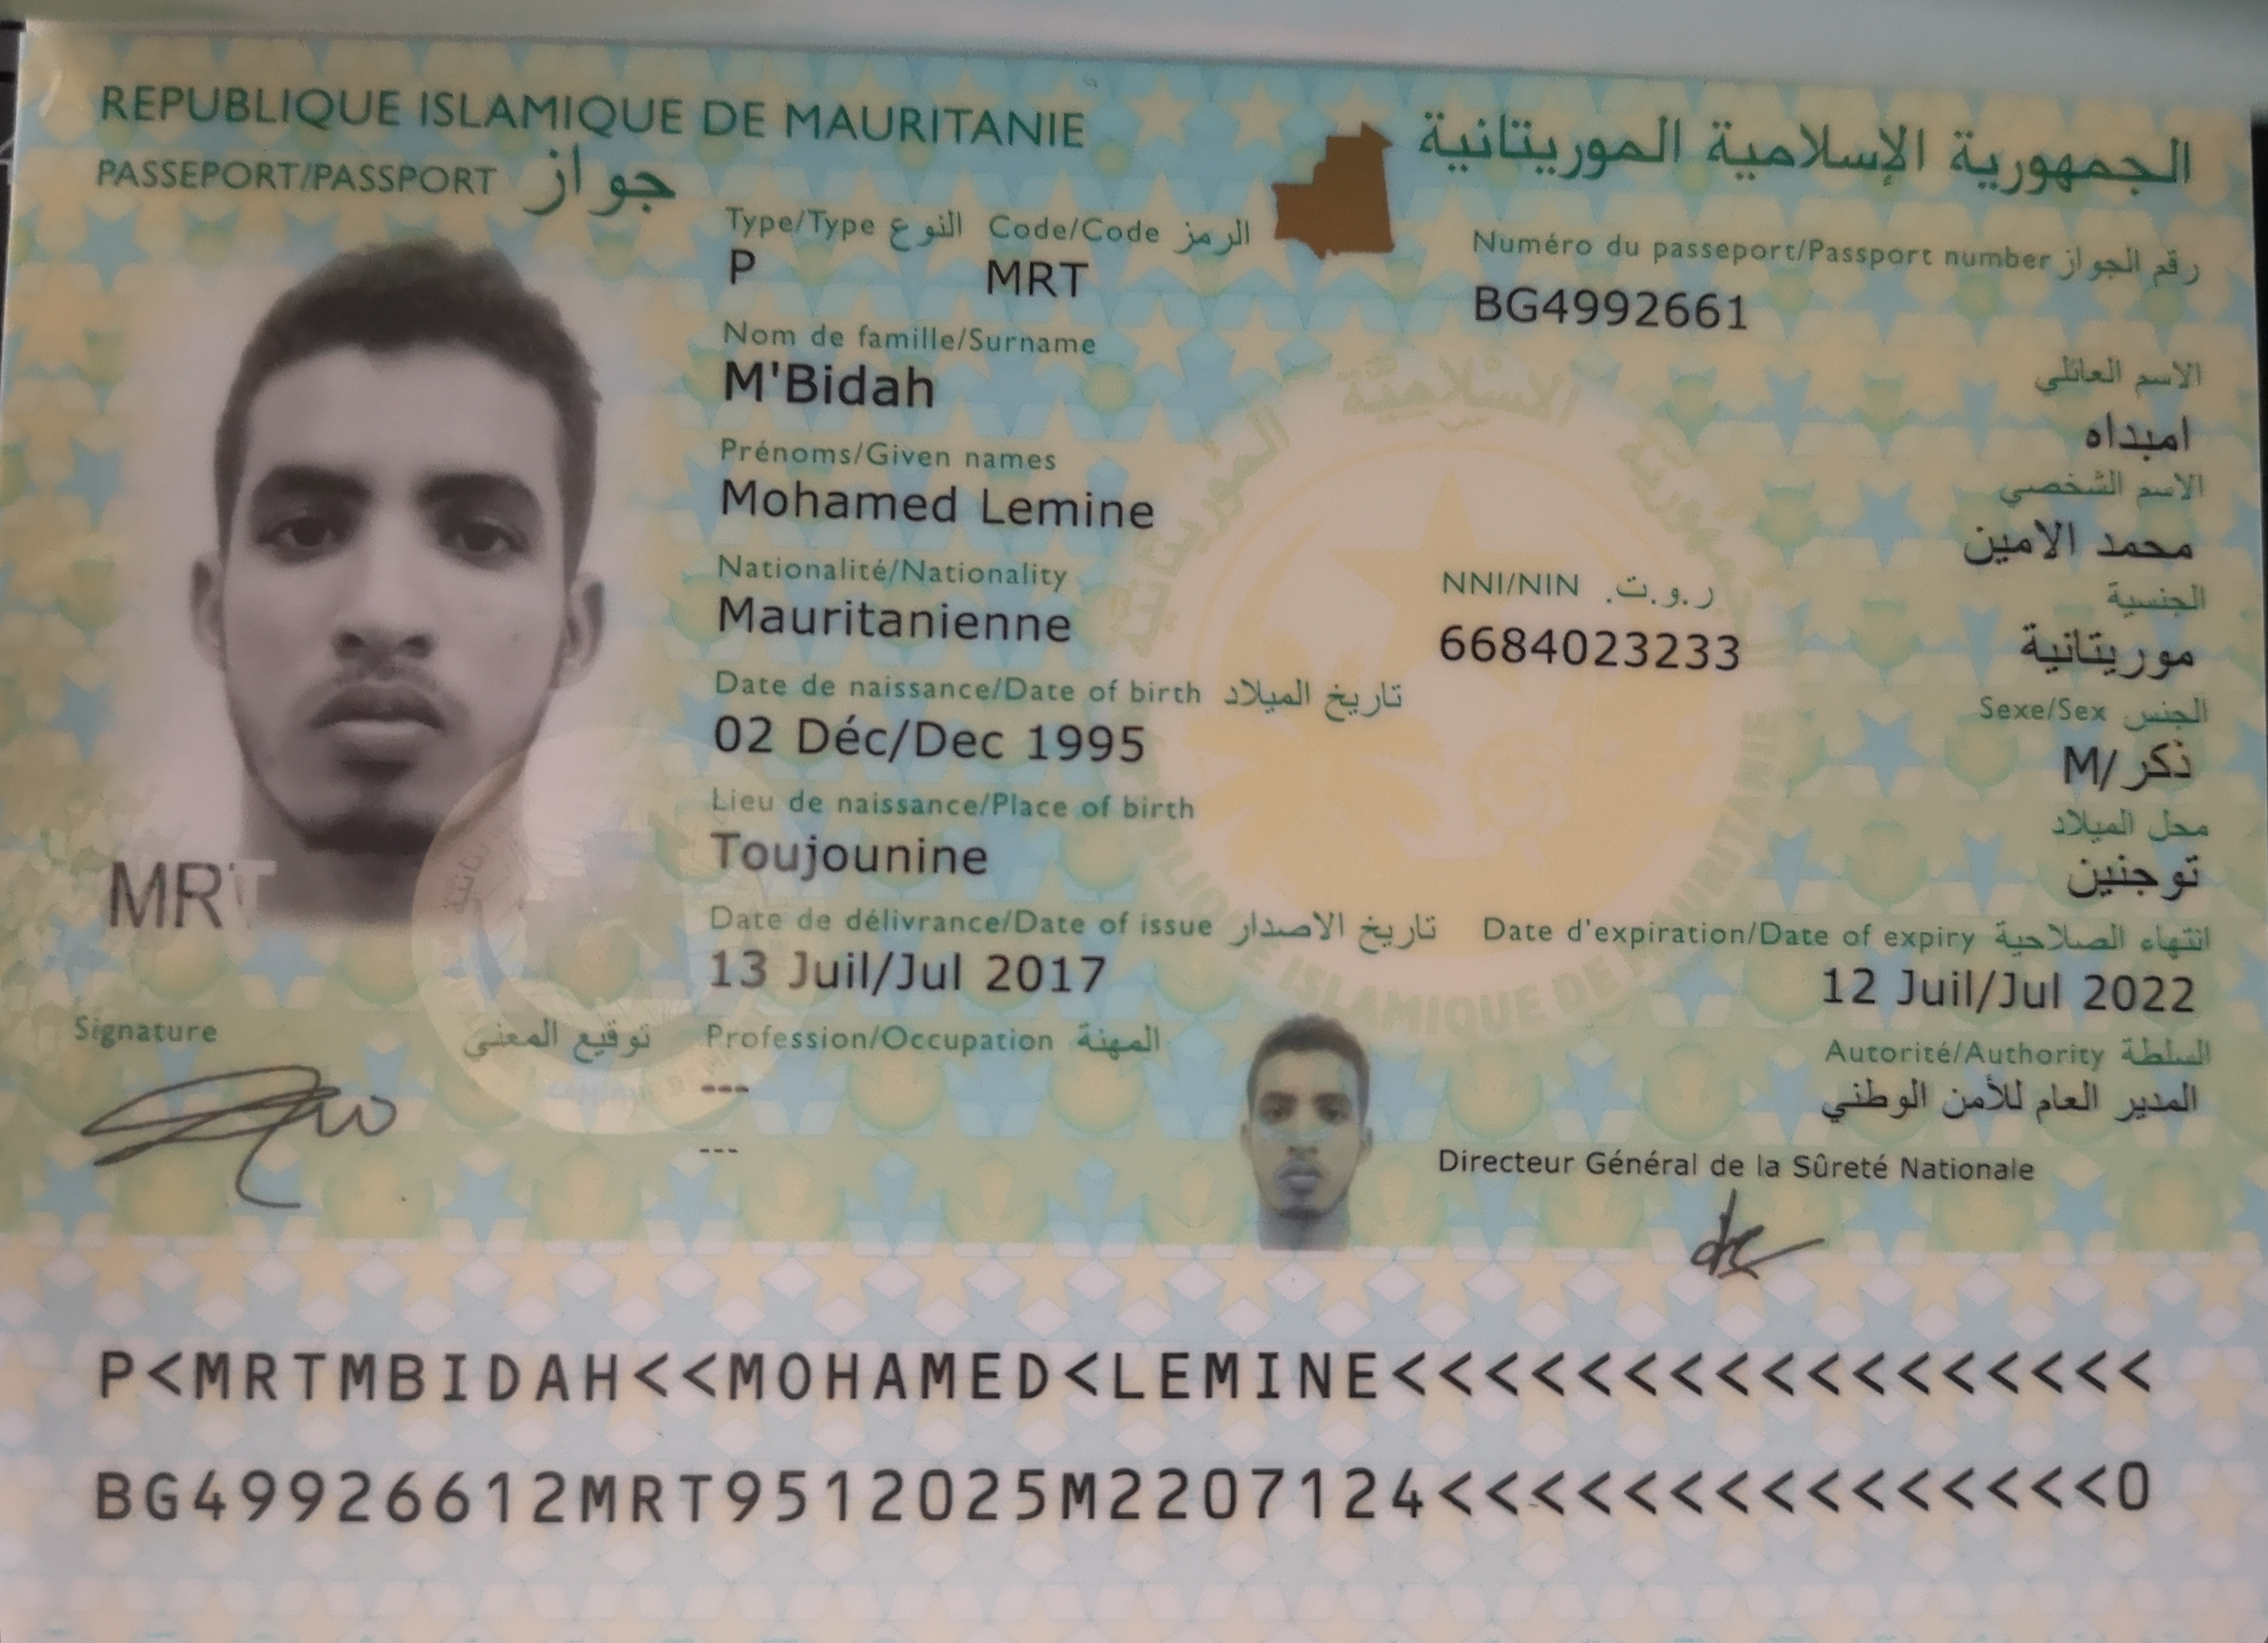 REPUBLIQUE ISLAMIQUE DE MAURITANIE
الجمهورية الإسلامية الموريتانية
PASSEPORT/PASSPORT جواز
Type/Type النوع Code/Code الرمز
P MRT
Numéro du passeport/Passport number رقم الجواز
BG4992661
Nom de famille/Surname
الاسم العائلي
M'Bidah
امبداه
Prénoms/Given names
الاسم الشخصي
Mohamed Lemine
محمد الامين
Nationalité/Nationality
NNI/NIN ر.و.ت.
الجنسية
Mauritanienne
6684023233
موريتانية
Date de naissance/Date of birth تاريخ الميلاد
Sexe/Sex الجنس
02 Déc/Dec 1995
M/ذكر
Lieu de naissance/Place of birth
محل الميلاد
Toujounine
توجنين
MRT
Date de délivrance/Date of issue تاريخ الاصدار
Date d'expiration/Date of expiry انتهاء الصلاحية
13 Juil/Jul 2017
12 Juil/Jul 2022
Signature توقيع المعني
Profession/Occupation المهنة
---
---
Autorité/Authority السلطة
المدير العام للأمن الوطني
Directeur Général de la Sûreté Nationale
P<MRTMBIDAH<<MOHAMED<LEMINE<<<<<<<<<<<<<<<<<
BG49926612MRT9512025M2207124<<<<<<<<<<<<<<<0